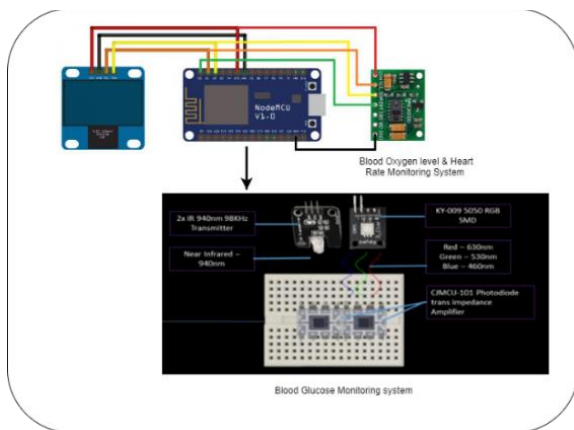 NodeMCU
V1.0
Blood Oxygen level & Heart
Rate Monitoring System
2x IR 940nm 98KHz
Transmitter
KY-009 5050 RGB
SMD
Near Infrared –
940nm
Red – 630nm
Green – 530nm
Blue – 460nm
CJMCU-101 Photodiode
trans impedance
Amplifier
Blood Glucose Monitoring system